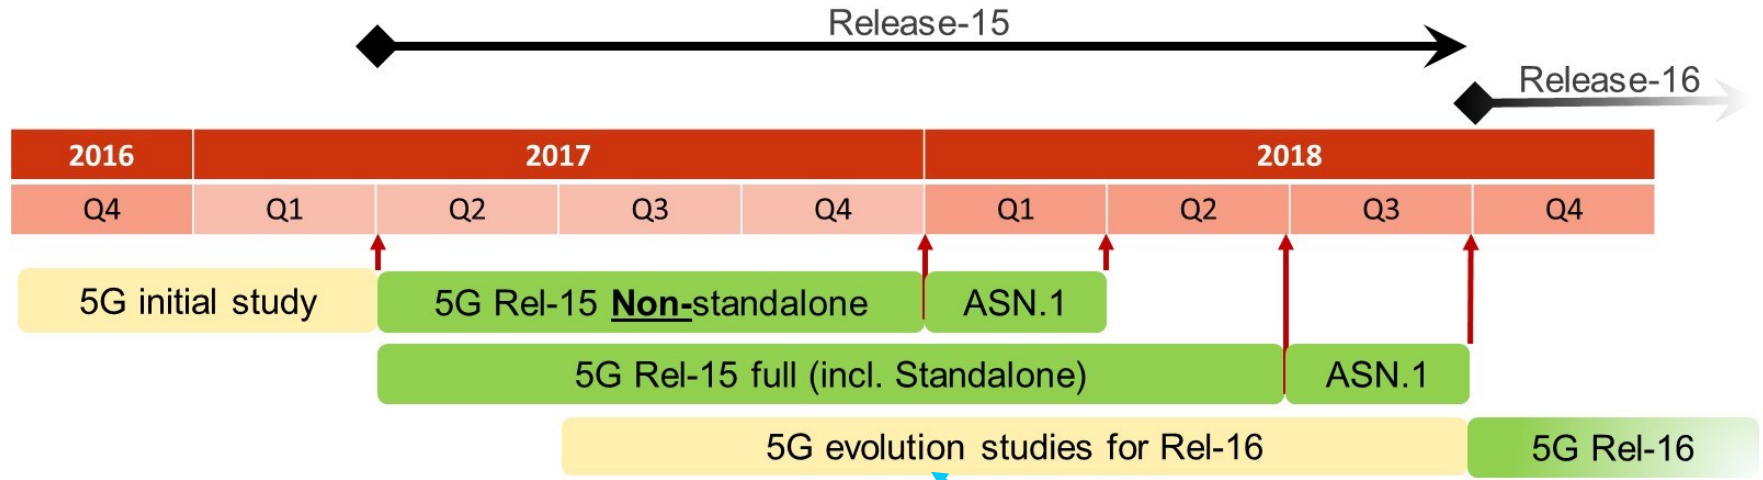 Release-15
Release-16
2016 2017 2018
Q4 Q1 Q2 Q3 Q4 Q1 Q2 Q3 Q4
5G initial study 5G Rel-15 Non-standalone ASN.1
5G Rel-15 full (incl. Standalone) ASN.1
5G evolution studies for Rel-16 5G Rel-16